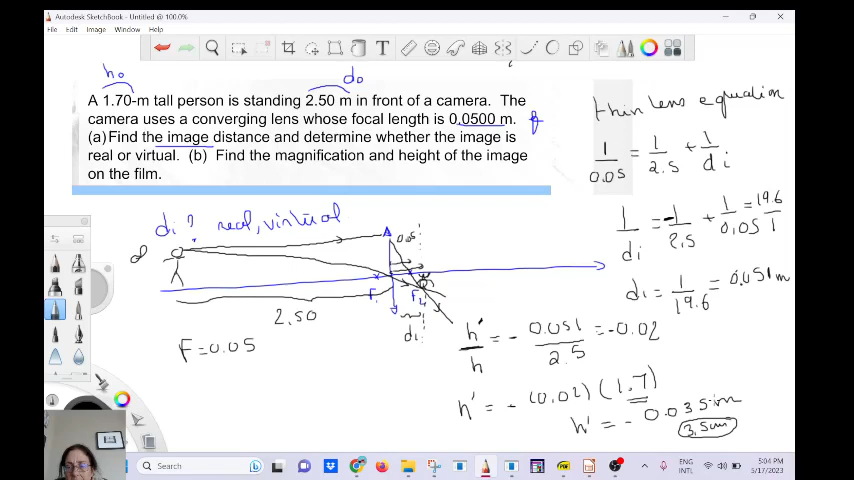 Autodesk SketchBook - Untitled @ 100.0%
File Edit Image Window Help
ho
do
A 1.70-m tall person is standing 2.50 m in front of a camera. The
camera uses a converging lens whose focal length is 0.0500 m.
f
(a)Find the image distance and determine whether the image is
real or virtual. (b) Find the magnification and height of the image
on the film.
thin lens equation
1/0.05 = 1/2.5 + 1/di
1/di = -1/2.5 + 1/0.05 = 19.6/1
di = 1/19.6 = 0.051 m
di? real, virtual
0.05
F
F2
2.50
di
F = 0.05
h'/h = - 0.051/2.5 = -0.02
h' = - (0.02) (1.7)
h' = - 0.035 m
3.5 cm
Search
ENG
INTL
5:04 PM
5/17/2023